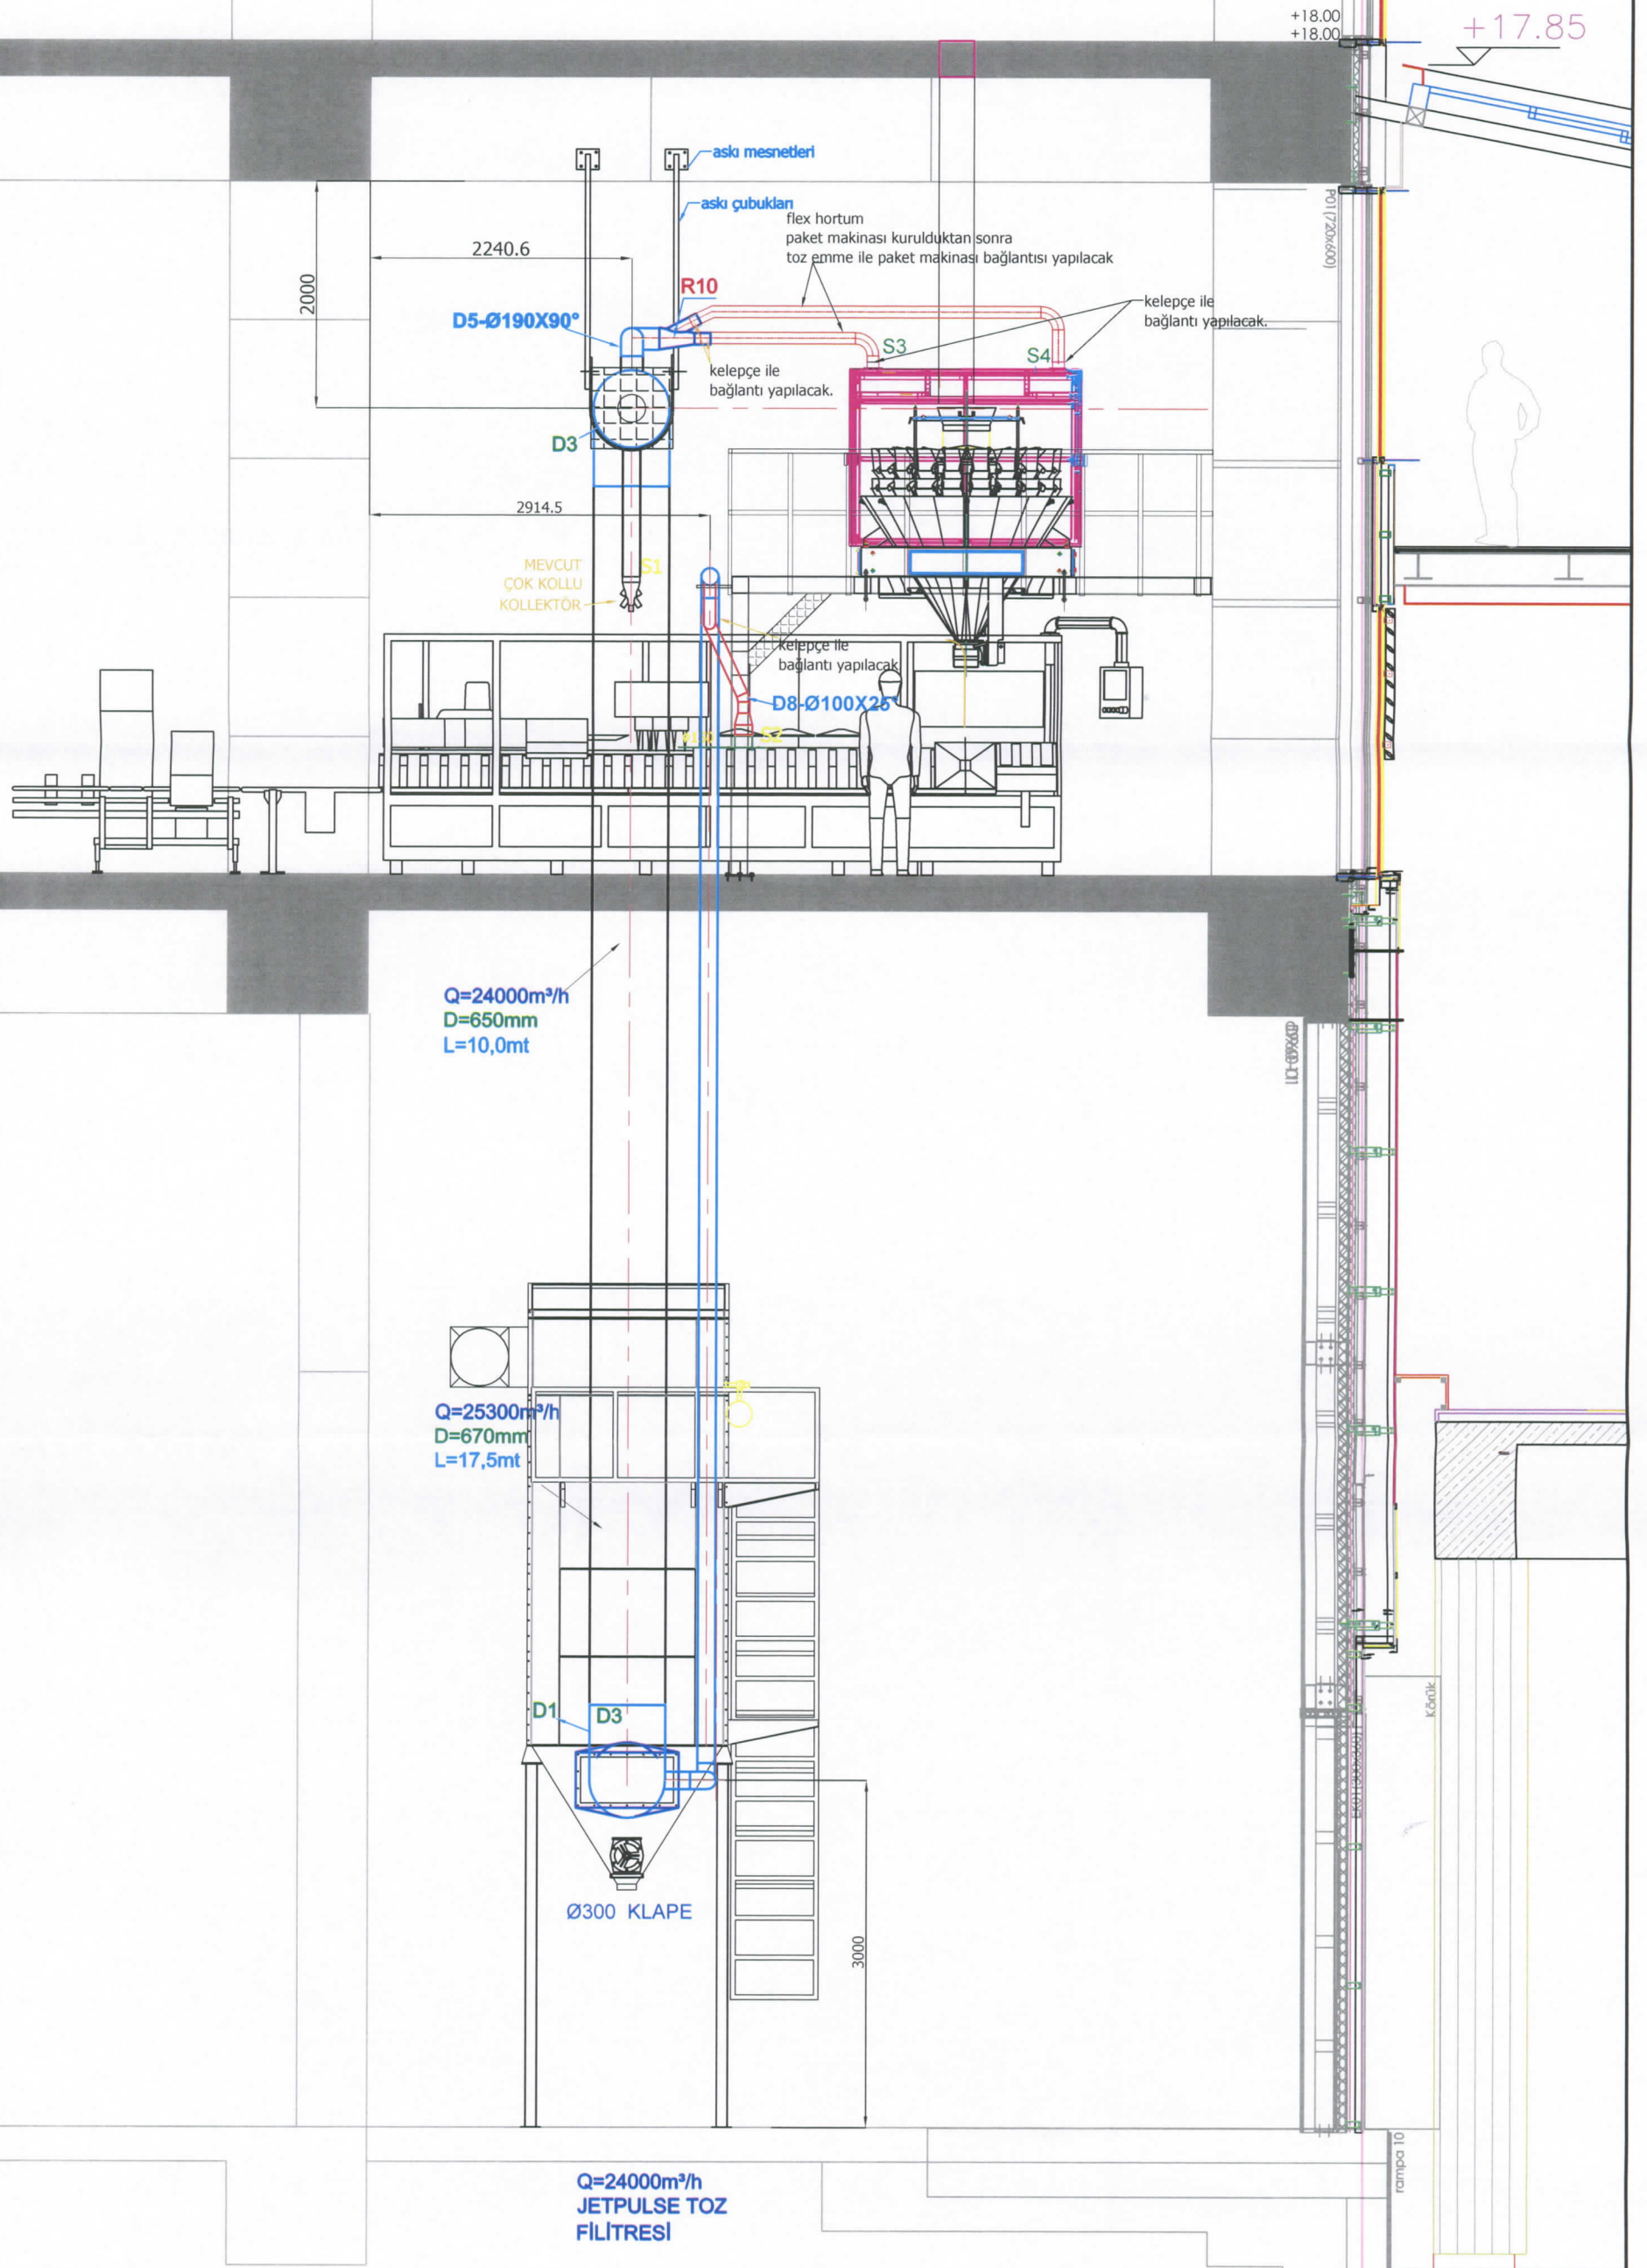 +18.00
+18.00
+17.85
askı mesnetleri
askı çubukları
P01(720x600)
flex hortum
paket makinası kurulduktan sonra
toz emme ile paket makinası bağlantısı yapılacak
2240.6
2000
R10
kelepçe ile
bağlantı yapılacak.
D5-Ø190X90°
S3
S4
kelepçe ile
bağlantı yapılacak.
D3
2914.5
MEVCUT
ÇOK KOLLU
KOLLEKTÖR
S1
kelepçe ile
bağlantı yapılacak
D8-Ø100X25°
S2
Q=24000m³/h
D=650mm
L=10,0mt
Q=25300m³/h
D=670mm
L=17,5mt
D1
D3
Körük
Ø300 KLAPE
3000
rampa 10
Q=24000m³/h
JETPULSE TOZ
FİLİTRESİ